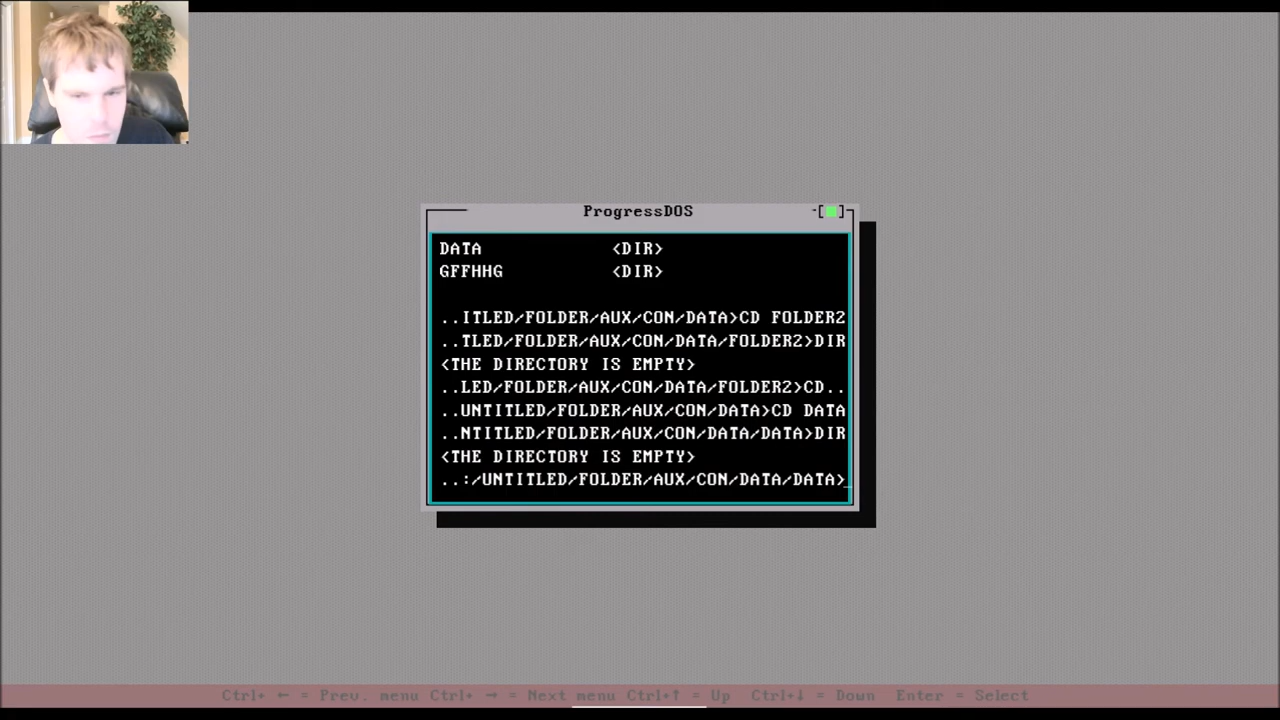 ProgressDOS
[■]
DATA <DIR>
GFFHHG <DIR>
..ITLED/FOLDER/AUX/CON/DATA>CD FOLDER2
..TLED/FOLDER/AUX/CON/DATA/FOLDER2>DIR
<THE DIRECTORY IS EMPTY>
..LED/FOLDER/AUX/CON/DATA/FOLDER2>CD..
..UNTITLED/FOLDER/AUX/CON/DATA>CD DATA
..NTITLED/FOLDER/AUX/CON/DATA/DATA>DIR
<THE DIRECTORY IS EMPTY>
..:/UNTITLED/FOLDER/AUX/CON/DATA/DATA>_
Ctrl+ ← = Prev. menu Ctrl+ → = Next menu Ctrl+↑ = Up Ctrl+↓ = Down Enter = Select